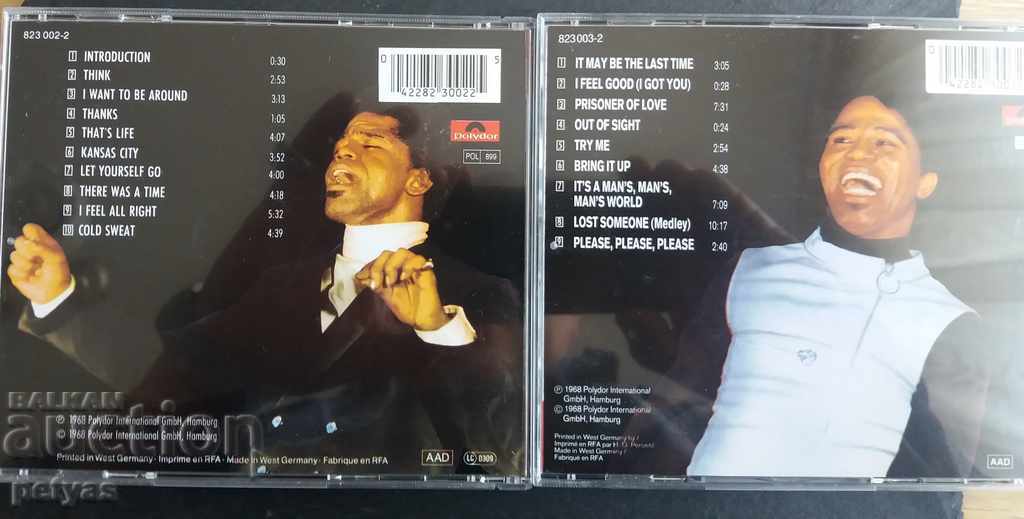 823 002-2
1 INTRODUCTION 0:30
2 THINK 2:53
3 I WANT TO BE AROUND 3:13
4 THANKS 1:05
5 THAT'S LIFE 4:07
6 KANSAS CITY 3:52
7 LET YOURSELF GO 4:00
8 THERE WAS A TIME 4:18
9 I FEEL ALL RIGHT 5:32
10 COLD SWEAT 4:39
0 42282 30022 5
Polydor
POL 899
℗ 1968 Polydor International GmbH, Hamburg
© 1968 Polydor International GmbH, Hamburg
Printed in West Germany · Imprimé en RFA · Made in West Germany · Fabriqué en RFA
AAD
LC 0309
823 003-2
1 IT MAY BE THE LAST TIME 3:05
2 I FEEL GOOD (I GOT YOU) 0:28
3 PRISONER OF LOVE 7:31
4 OUT OF SIGHT 0:24
5 TRY ME 2:54
6 BRING IT UP 4:38
7 IT'S A MAN'S, MAN'S,
MAN'S WORLD 7:09
8 LOST SOMEONE (Medley) 10:17
9 PLEASE, PLEASE, PLEASE 2:40
0
℗ 1968 Polydor International
GmbH, Hamburg
© 1968 Polydor International
GmbH, Hamburg
Printed in West Germany by /
Imprimé en RFA par
Made in West Germany /
Fabriqué en RFA
AAD
BALKAN
auction
petyas